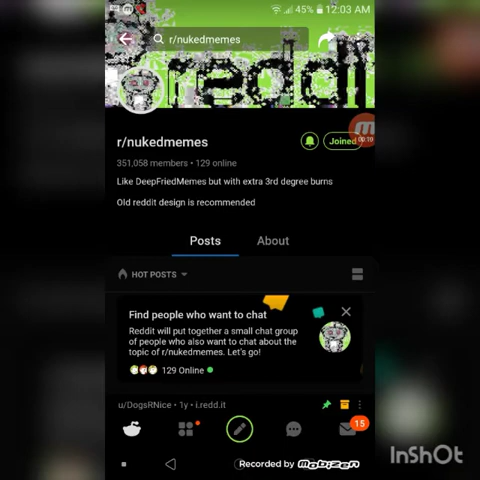 45% 12:03 AM
r/nukedmemes
reddit
r/nukedmemes
Joined
00:10
351,058 members • 129 online
Like DeepFriedMemes but with extra 3rd degree burns
Old reddit design is recommended
Posts About
HOT POSTS
Find people who want to chat
Reddit will put together a small chat group
of people who also want to chat about the
topic of r/nukedmemes. Let's go!
129 Online
u/DogsRNice • 1y • i.redd.it
15
Recorded by mobizen
InShOt